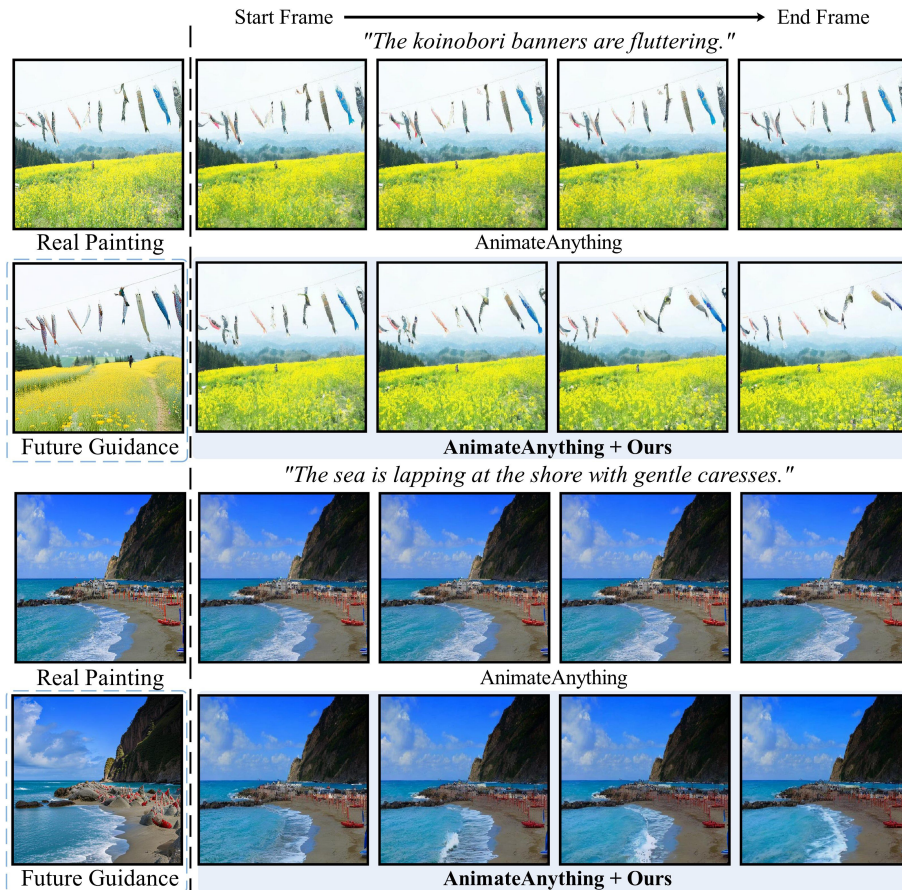 Start Frame
End Frame
"The koinobori banners are fluttering."
Real Painting
AnimateAnything
Future Guidance
AnimateAnything + Ours
"The sea is lapping at the shore with gentle caresses."
Real Painting
AnimateAnything
Future Guidance
AnimateAnything + Ours